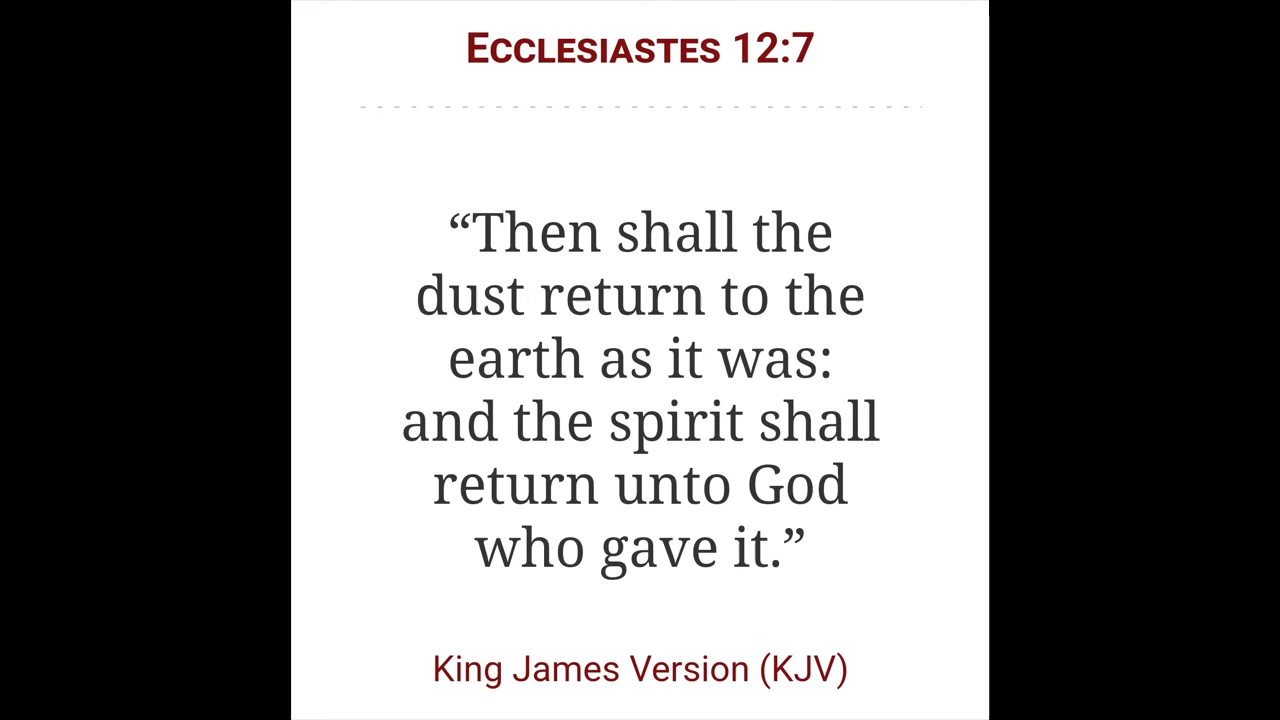 Ecclesiastes 12:7
“Then shall the
dust return to the
earth as it was:
and the spirit shall
return unto God
who gave it.”
King James Version (KJV)